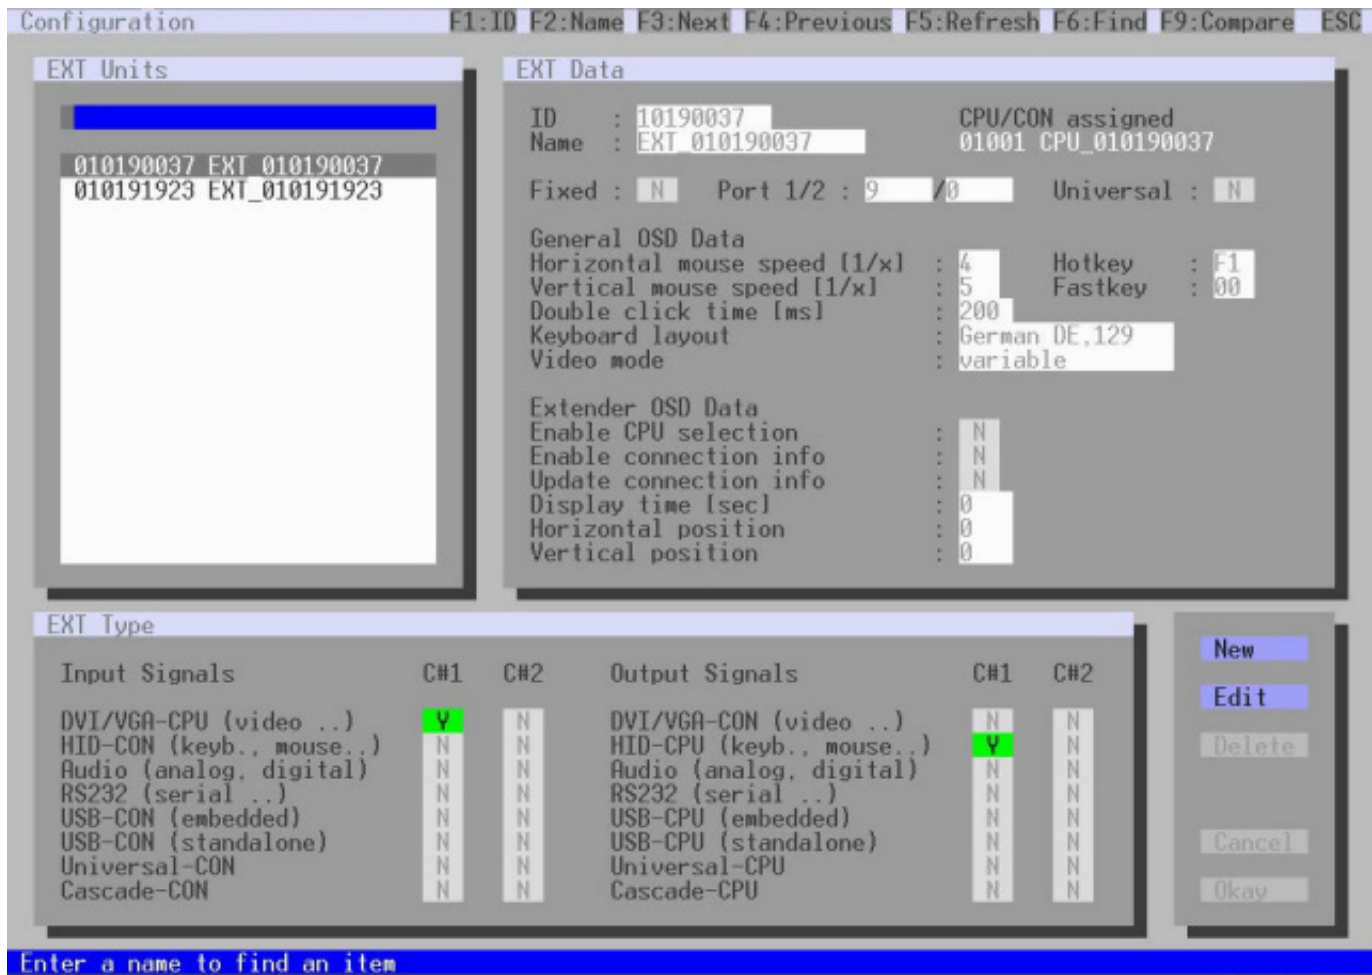 Configuration F1:ID F2:Name F3:Next F4:Previous F5:Refresh F6:Find F9:Compare ESC
EXT Units
010190037 EXT_010190037
010191923 EXT_010191923
EXT Data
ID : 10190037 CPU/CON assigned
Name : EXT_010190037 01001 CPU_010190037
Fixed : N Port 1/2 : 9 /0 Universal : N
General OSD Data
Horizontal mouse speed [1/x] : 4 Hotkey : F1
Vertical mouse speed [1/x] : 5 Fastkey : 00
Double click time [ms] : 200
Keyboard layout : German DE,129
Video mode : variable
Extender OSD Data
Enable CPU selection : N
Enable connection info : N
Update connection info : N
Display time [sec] : 0
Horizontal position : 0
Vertical position : 0
EXT Type
Input Signals C#1 C#2 Output Signals C#1 C#2
DVI/VGA-CPU (video ..) Y N DVI/VGA-CON (video ..) N N
HID-CON (keyb., mouse..) N N HID-CPU (keyb., mouse..) Y N
Audio (analog, digital) N N Audio (analog, digital) N N
RS232 (serial ..) N N RS232 (serial ..) N N
USB-CON (embedded) N N USB-CPU (embedded) N N
USB-CON (standalone) N N USB-CPU (standalone) N N
Universal-CON N N Universal-CPU N N
Cascade-CON N N Cascade-CPU N N
New
Edit
Delete
Cancel
Okay
Enter a name to find an item